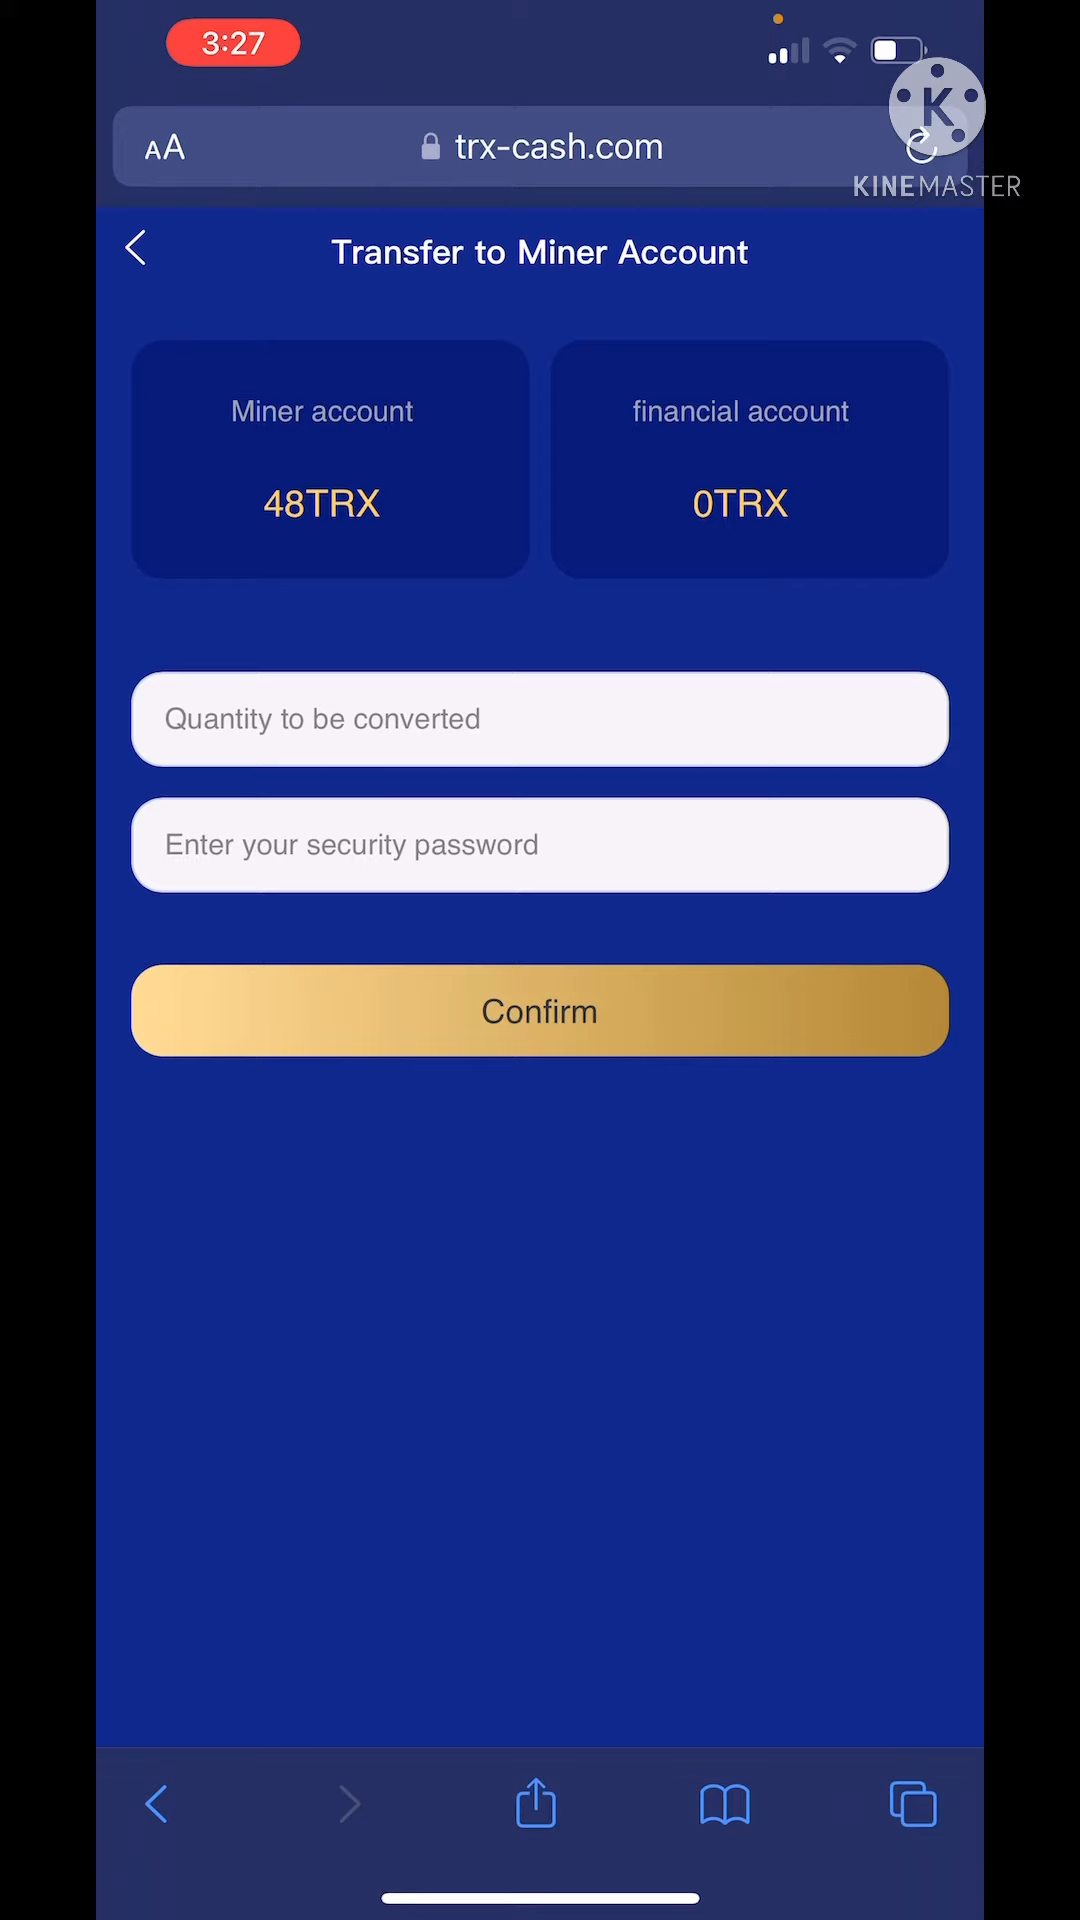 3:27
K
AA
trx-cash.com
KINEMASTER
Transfer to Miner Account
Miner account
financial account
48TRX
0TRX
Quantity to be converted
Enter your security password
Confirm